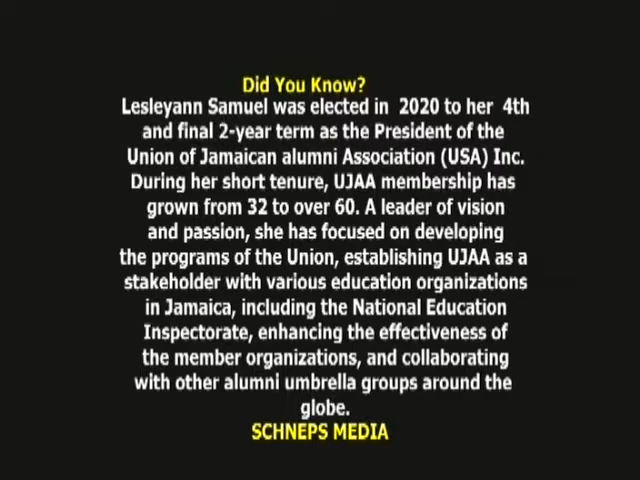 Did You Know?
Lesleyann Samuel was elected in 2020 to her 4th
and final 2-year term as the President of the
Union of Jamaican alumni Association (USA) Inc.
During her short tenure, UJAA membership has
grown from 32 to over 60. A leader of vision
and passion, she has focused on developing
the programs of the Union, establishing UJAA as a
stakeholder with various education organizations
in Jamaica, including the National Education
Inspectorate, enhancing the effectiveness of
the member organizations, and collaborating
with other alumni umbrella groups around the
globe.
SCHNEPS MEDIA